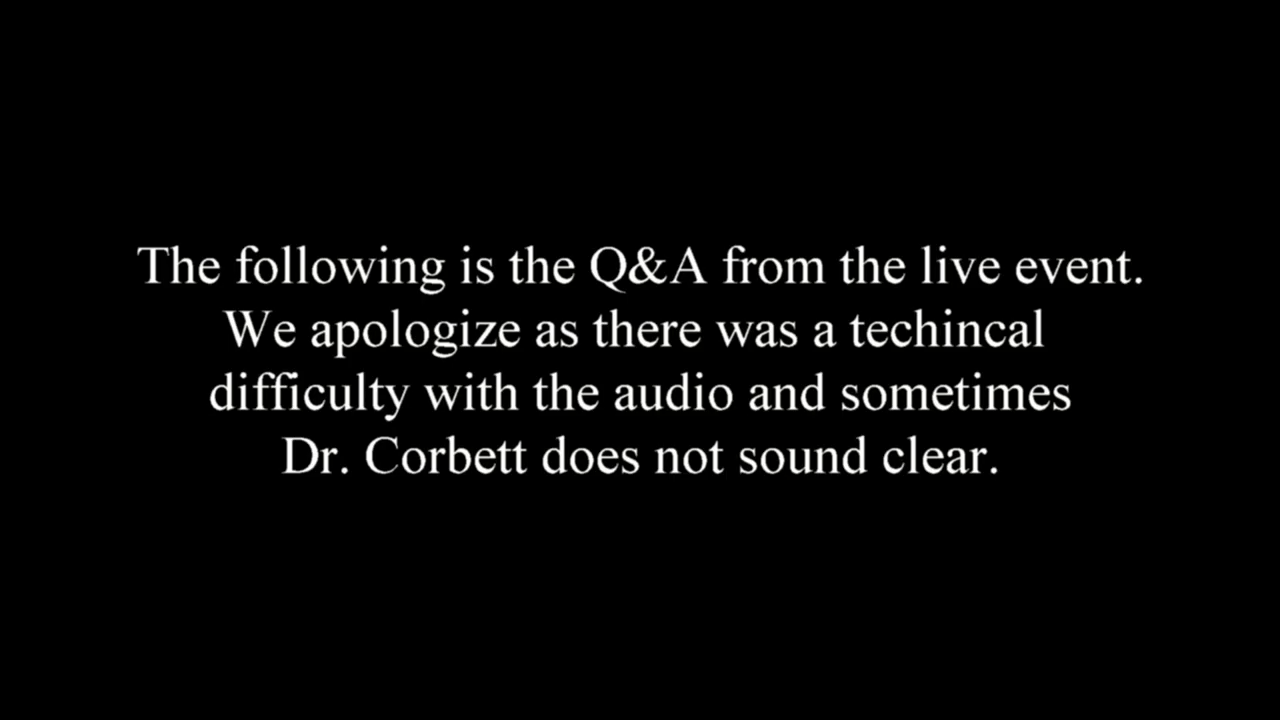 The following is the Q&A from the live event.
We apologize as there was a techincal
difficulty with the audio and sometimes
Dr. Corbett does not sound clear.